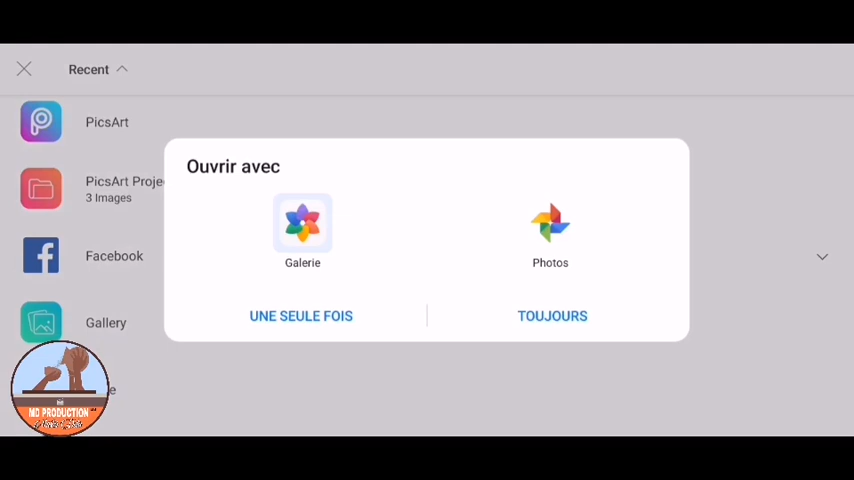 Recent
PicsArt
PicsArt Proje
3 Images
Facebook
Gallery
Ouvrir avec
Galerie
Photos
UNE SEULE FOIS
TOUJOURS
MD PRODUCTION